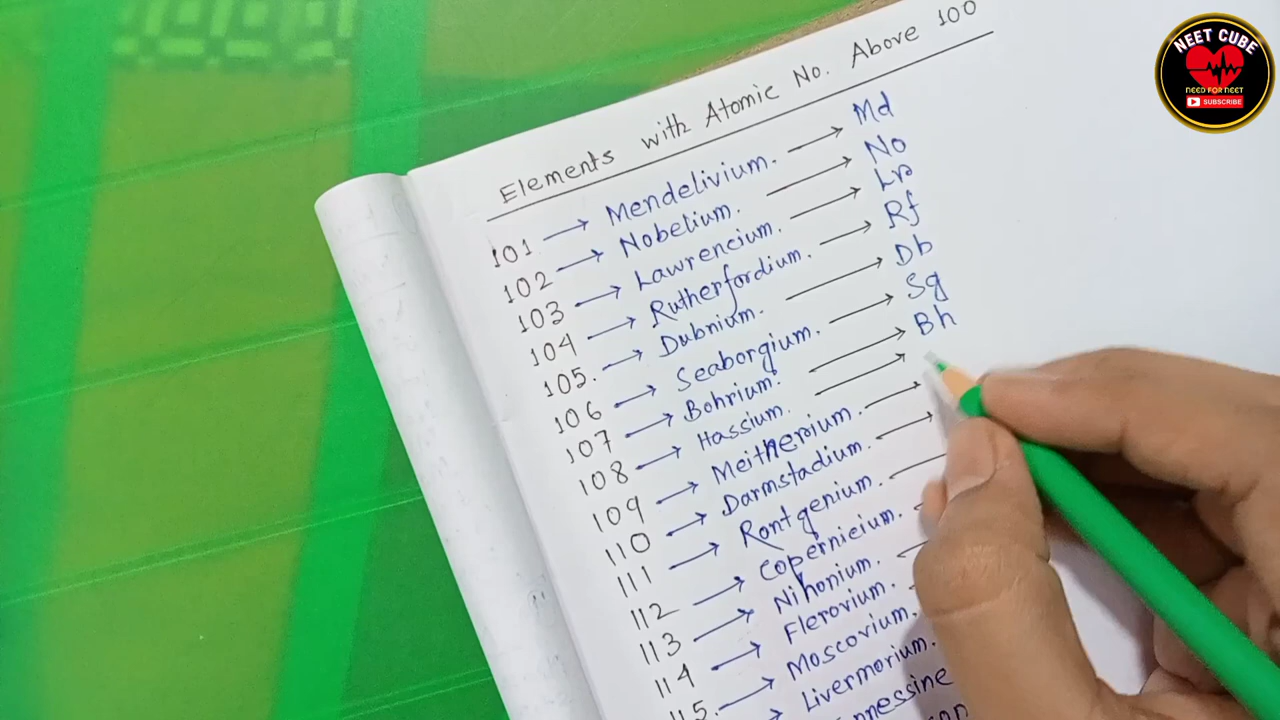 Elements with Atomic No. Above 100
101 → Mendelivium. → Md
102 → Nobelium. → No
103 → Lawrencium. → Lr
104 → Rutherfordium. → Rf
105. → Dubnium. → Db
106 → Seaborgium. → Sg
107 → Bohrium. → Bh
108 → Hassium. →
109 → Meitnerium. →
110 → Darmstadium. →
111 → Rontgenium.
112 → Copernicium.
113 → Nihonium.
114 → Flerovium.
115. → Moscovium.
Livermorium.
NEET CUBE
NEED FOR NEET
SUBSCRIBE